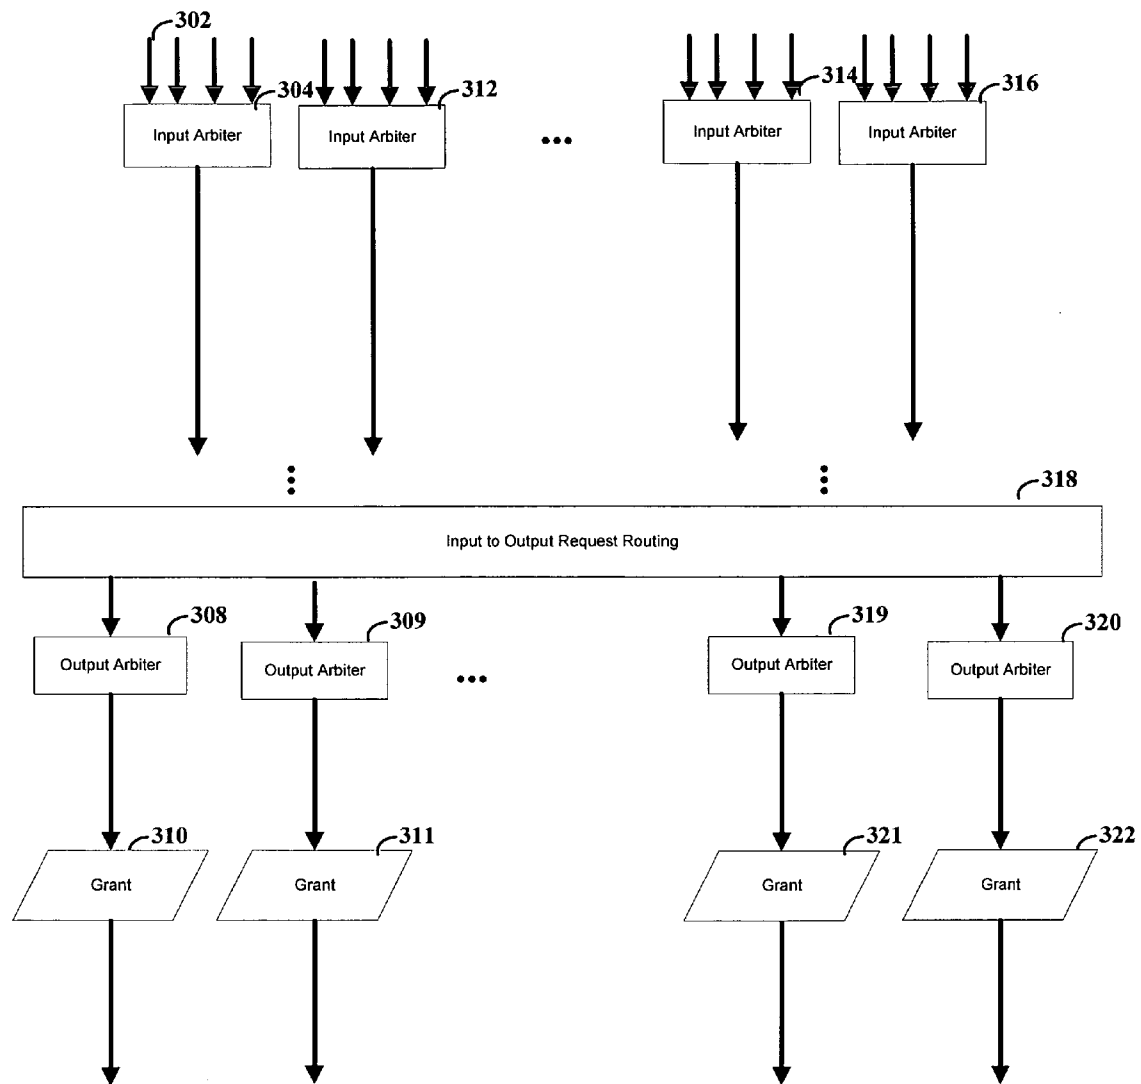 302
304 312 314 316
Input Arbiter Input Arbiter ••• Input Arbiter Input Arbiter
318
Input to Output Request Routing
308 309 319 320
Output Arbiter Output Arbiter ••• Output Arbiter Output Arbiter
310 311 321 322
Grant Grant Grant Grant